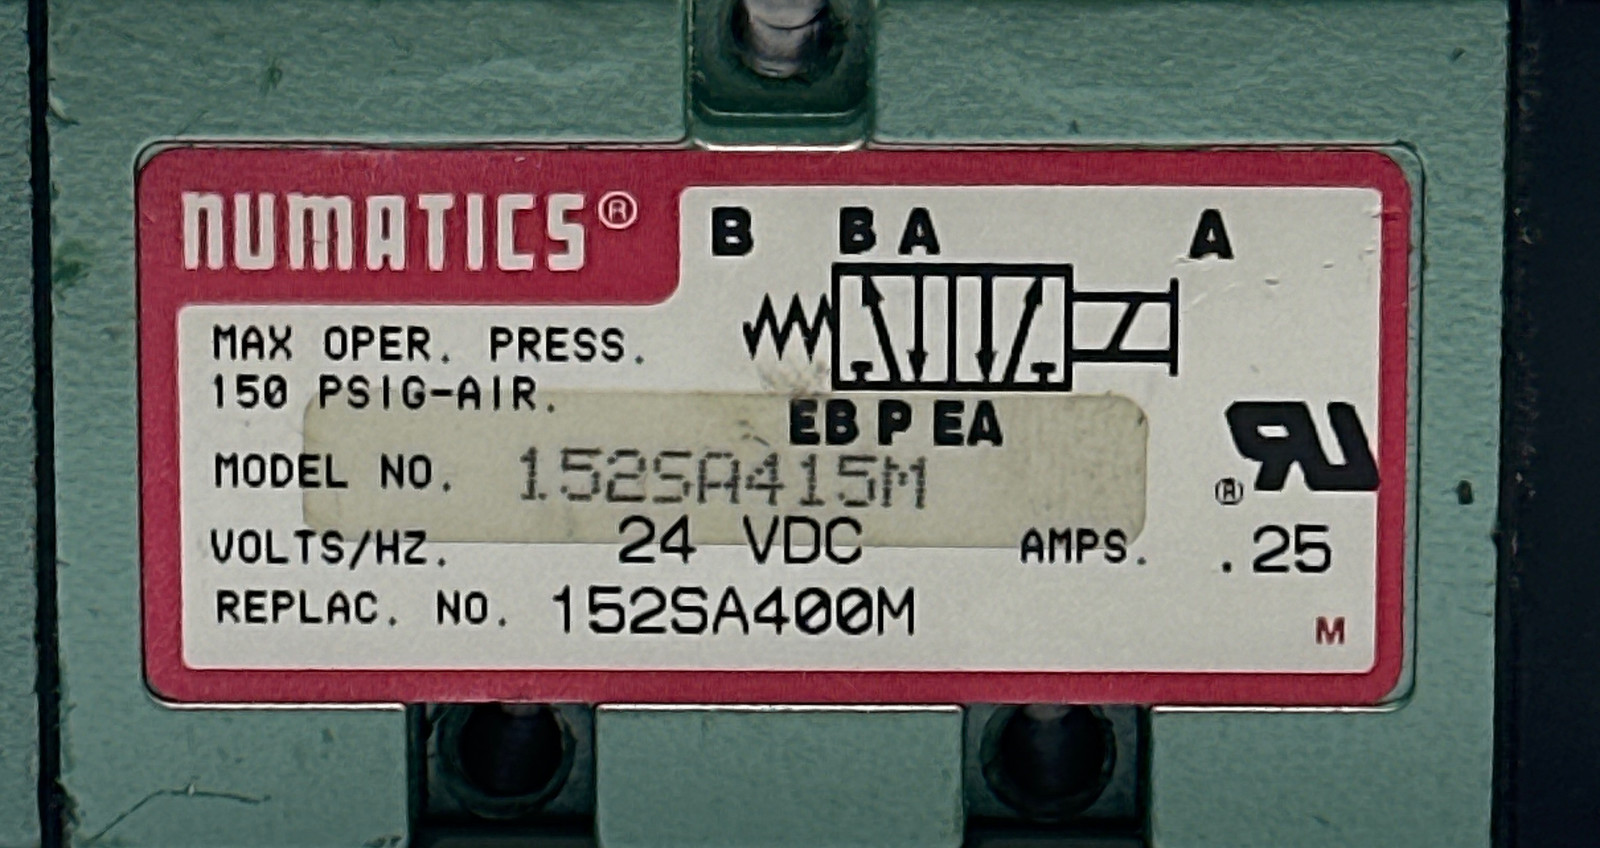 NUMATICS®
B B A A
EB P EA
MAX OPER. PRESS.
150 PSIG-AIR.
MODEL NO. 152SA415M
VOLTS/HZ. 24 VDC AMPS. .25
REPLAC. NO. 152SA400M
M